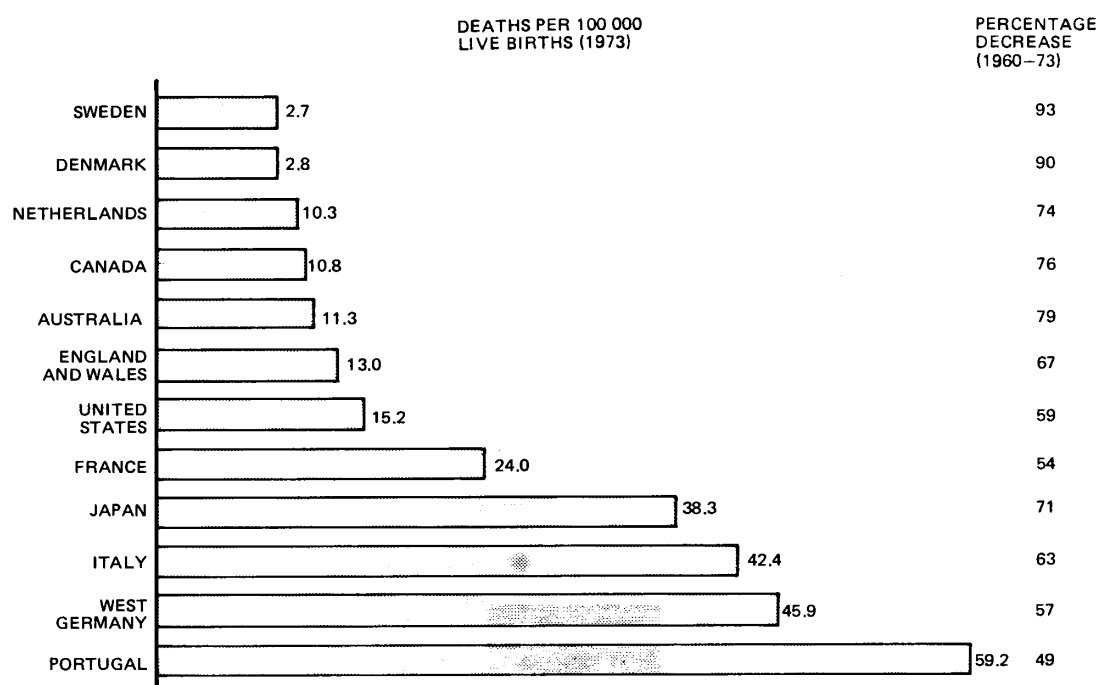 DEATHS PER 100 000
LIVE BIRTHS (1973)
PERCENTAGE
DECREASE
(1960–73)
SWEDEN 2.7 93
DENMARK 2.8 90
NETHERLANDS 10.3 74
CANADA 10.8 76
AUSTRALIA 11.3 79
ENGLAND
AND WALES 13.0 67
UNITED
STATES 15.2 59
FRANCE 24.0 54
JAPAN 38.3 71
ITALY 42.4 63
WEST
GERMANY 45.9 57
PORTUGAL 59.2 49